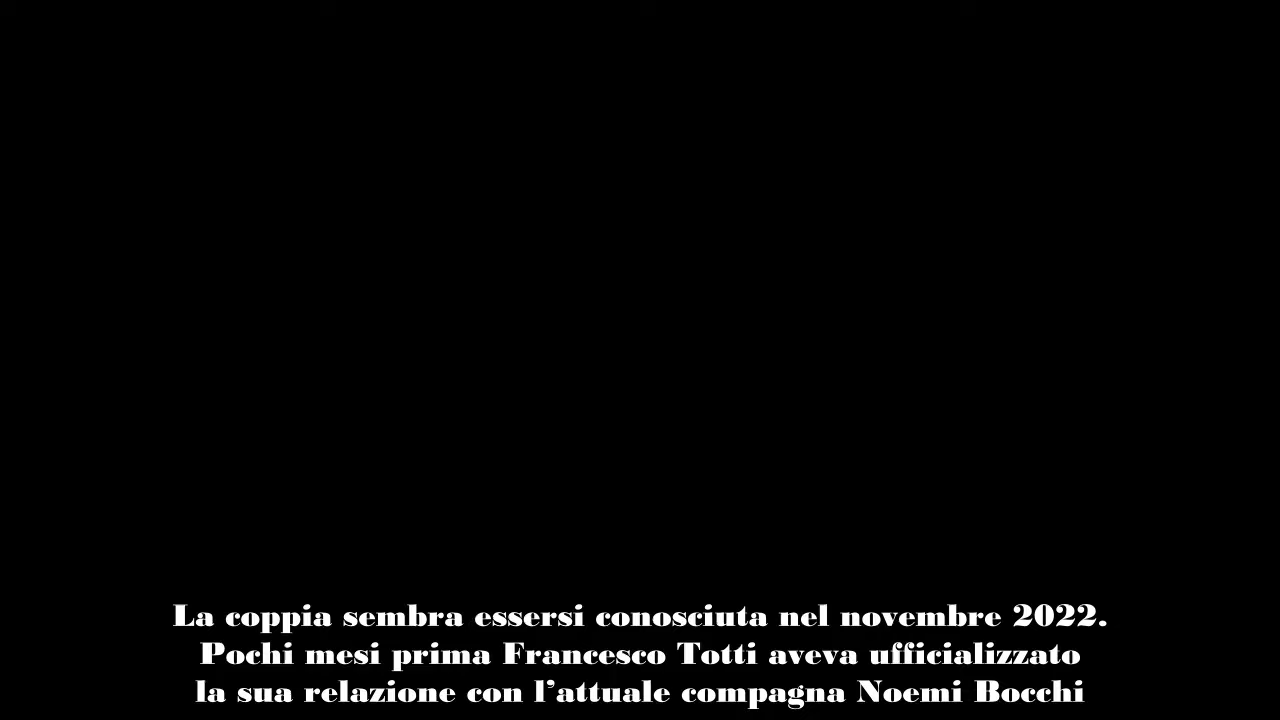 La coppia sembra essersi conosciuta nel novembre 2022.
Pochi mesi prima Francesco Totti aveva ufficializzato
la sua relazione con l’attuale compagna Noemi Bocchi